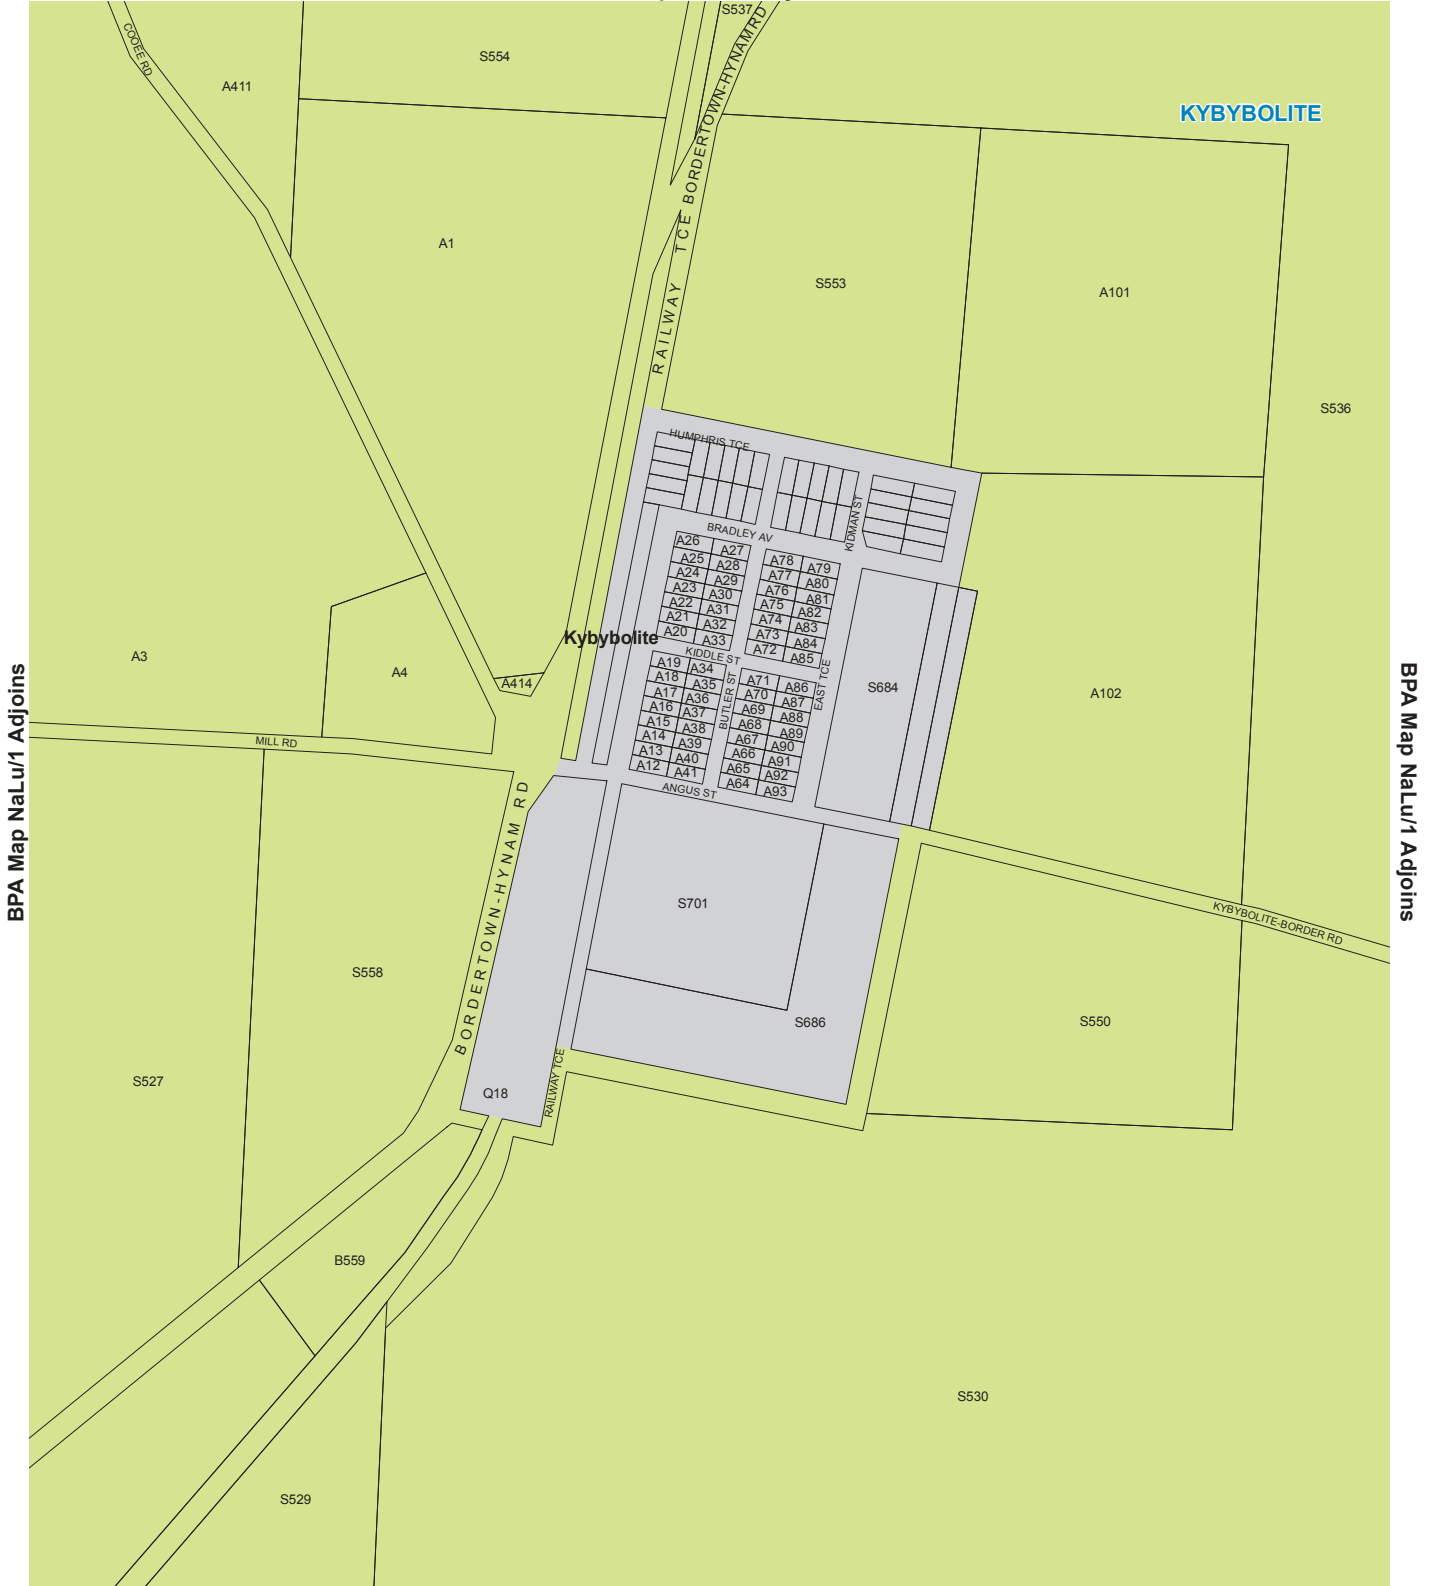 S537
COOEE RD
S554
A411
BORDERTOWN-HYNAM RD
KYBYBOLITE
A1
RAILWAY TCE
S553
A101
S536
HUMPHRIS TCE
KIDMAN ST
BRADLEY AV
A26 A27
A25 A28
A24 A29
A23 A30
A22 A31
A21 A32
A20 A33
A78 A79
A77 A80
A76 A81
A75 A82
A74 A83
A73 A84
A72 A85
Kybybolite
KIDDLE ST
A19 A34
A18 A35
A17 A36
A16 A37
A15 A38
A14 A39
A13 A40
A12 A41
BUTLER ST
A71 A86
A70 A87
A69 A88
A68 A89
A67 A90
A66 A91
A65 A92
A64 A93
EAST TCE
S684
A102
A3
A4
A414
MILL RD
ANGUS ST
BPA Map NaLu/1 Adjoins
BPA Map NaLu/1 Adjoins
BORDERTOWN-HYNAM RD
S701
KYBYBOLITE-BORDER RD
S558
S686
S550
S527
Q18
RAILWAY TCE
B559
S530
S529